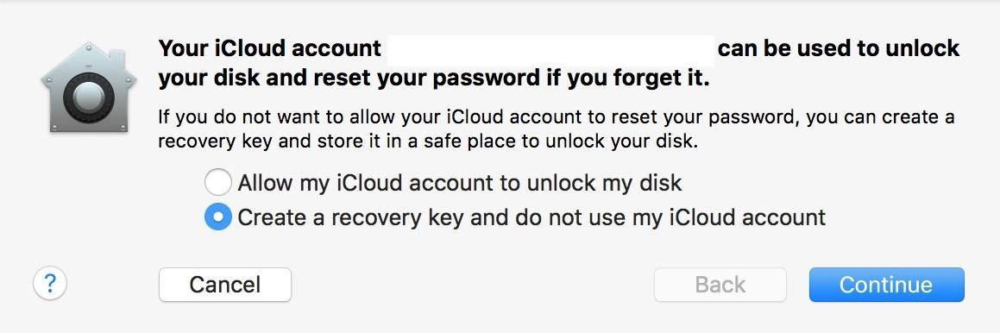 Your iCloud account can be used to unlock
your disk and reset your password if you forget it.
If you do not want to allow your iCloud account to reset your password, you can create a
recovery key and store it in a safe place to unlock your disk.
Allow my iCloud account to unlock my disk
Create a recovery key and do not use my iCloud account
?
Cancel
Back
Continue